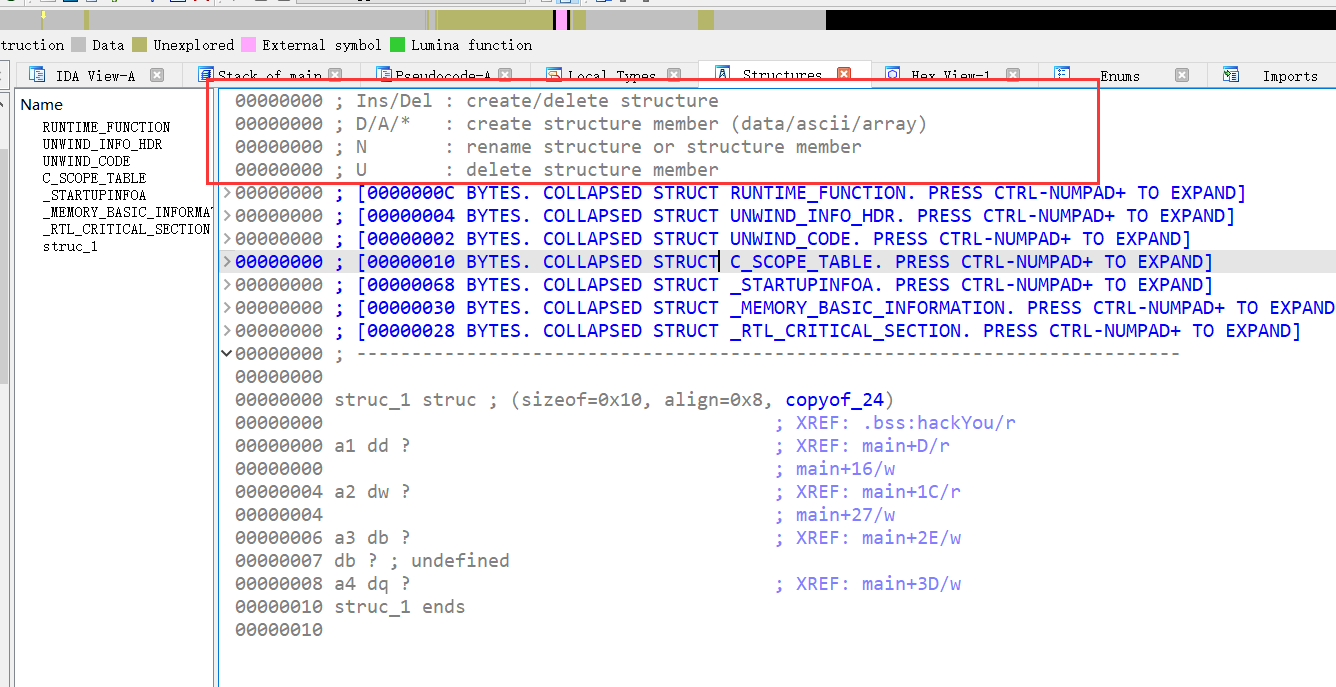 truction Data Unexplored External symbol Lumina function
IDA View-A Stack of main Pseudocode-A Local Types Structures Hex View-1 Enums Imports
Name
RUNTIME_FUNCTION
UNWIND_INFO_HDR
UNWIND_CODE
C_SCOPE_TABLE
_STARTUPINFOA
_MEMORY_BASIC_INFORMAT
_RTL_CRITICAL_SECTION
struc_1
00000000 ; Ins/Del : create/delete structure
00000000 ; D/A/*   : create structure member (data/ascii/array)
00000000 ; N       : rename structure or structure member
00000000 ; U       : delete structure member
00000000 ; [0000000C BYTES. COLLAPSED STRUCT RUNTIME_FUNCTION. PRESS CTRL-NUMPAD+ TO EXPAND]
00000000 ; [00000004 BYTES. COLLAPSED STRUCT UNWIND_INFO_HDR. PRESS CTRL-NUMPAD+ TO EXPAND]
00000000 ; [00000002 BYTES. COLLAPSED STRUCT UNWIND_CODE. PRESS CTRL-NUMPAD+ TO EXPAND]
00000000 ; [00000010 BYTES. COLLAPSED STRUCT C_SCOPE_TABLE. PRESS CTRL-NUMPAD+ TO EXPAND]
00000000 ; [00000068 BYTES. COLLAPSED STRUCT _STARTUPINFOA. PRESS CTRL-NUMPAD+ TO EXPAND]
00000000 ; [00000030 BYTES. COLLAPSED STRUCT _MEMORY_BASIC_INFORMATION. PRESS CTRL-NUMPAD+ TO EXPAND
00000000 ; [00000028 BYTES. COLLAPSED STRUCT _RTL_CRITICAL_SECTION. PRESS CTRL-NUMPAD+ TO EXPAND]
00000000 ; ---------------------------------------------------------------------------
00000000
00000000 struc_1 struc ; (sizeof=0x10, align=0x8, copyof_24)
00000000 ; XREF: .bss:hackYou/r
00000000 a1 dd ? ; XREF: main+D/r
00000000 ; main+16/w
00000004 a2 dw ? ; XREF: main+1C/r
00000004 ; main+27/w
00000006 a3 db ? ; XREF: main+2E/w
00000007 db ? ; undefined
00000008 a4 dq ? ; XREF: main+3D/w
00000010 struc_1 ends
00000010